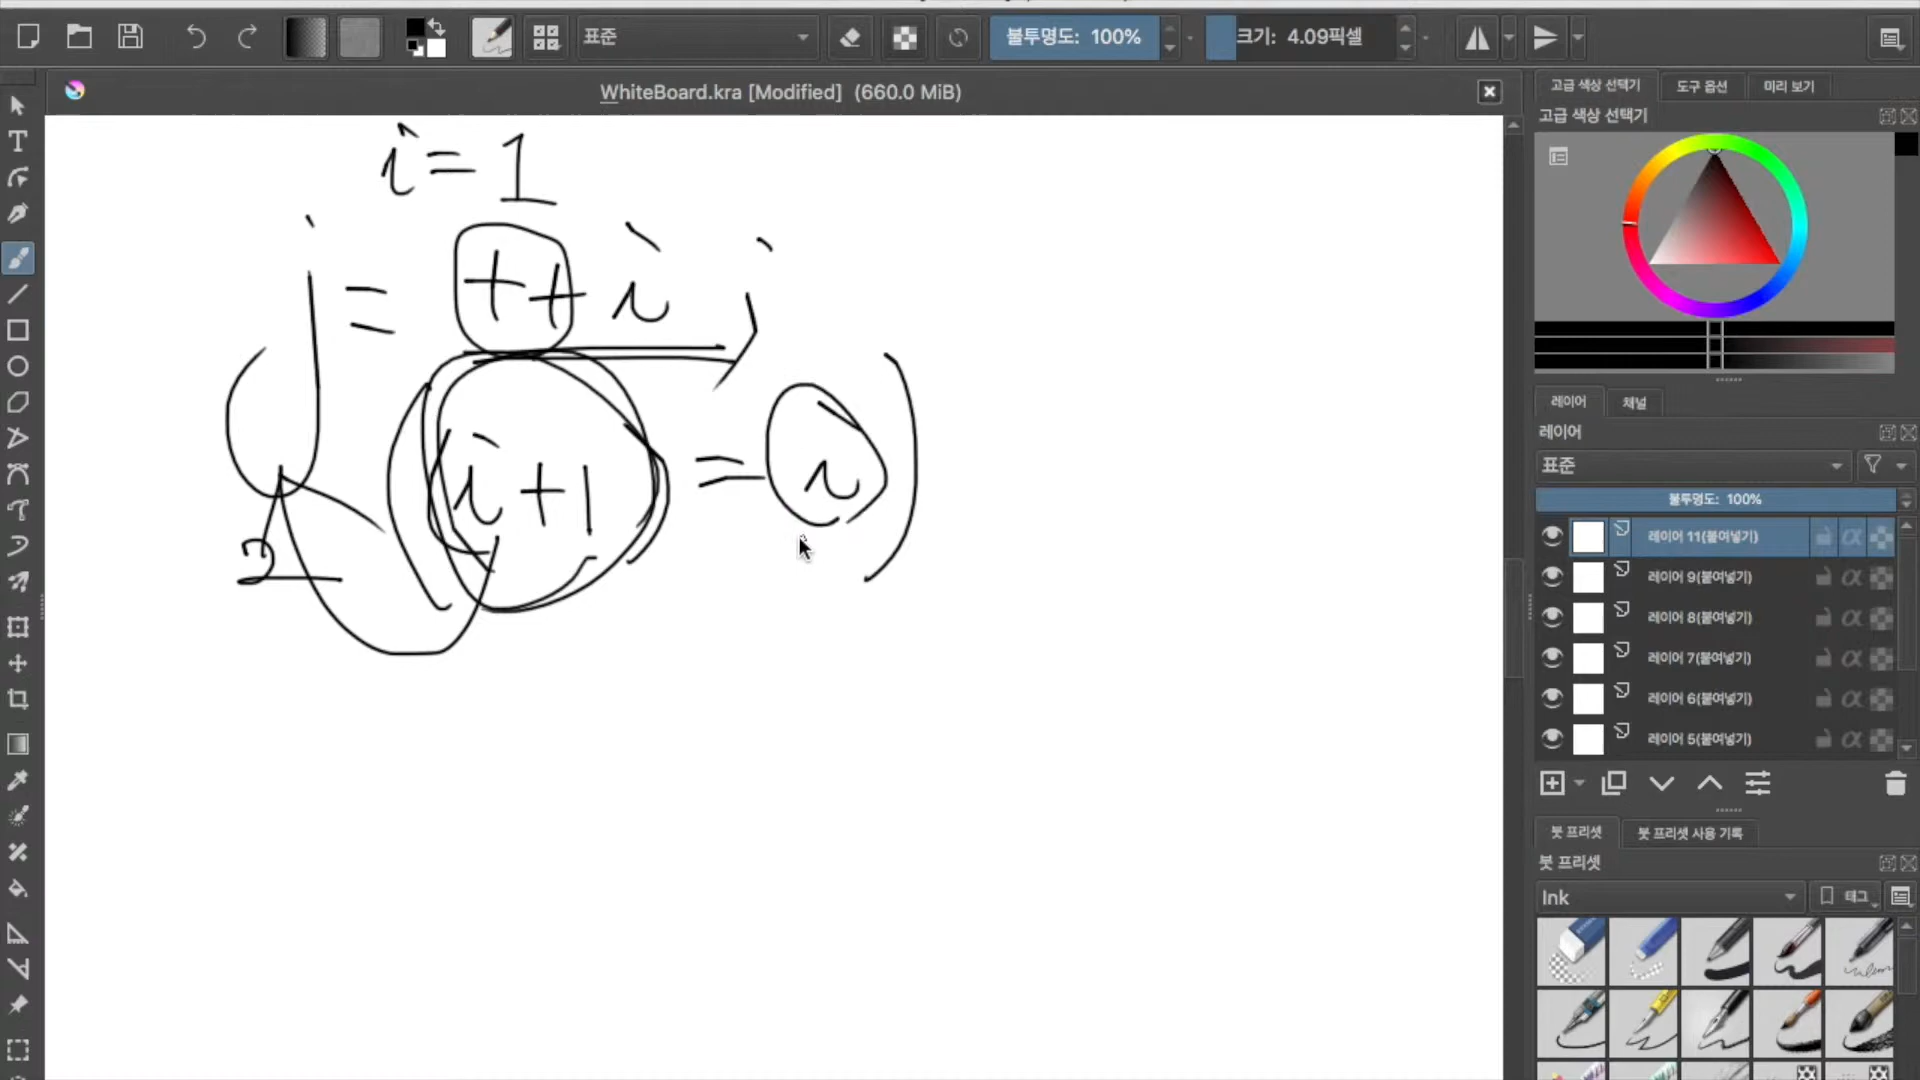 표준
불투명도: 100%
크기: 4.09픽셀
WhiteBoard.kra [Modified] (660.0 MiB)
i = 1
j = ++i;
(i+1) = i)
2
고급 색상 선택기
도구 옵션
미리 보기
고급 색상 선택기
레이어
채널
레이어
표준
불투명도: 100%
레이어 11(붙여넣기)
레이어 9(붙여넣기)
레이어 8(붙여넣기)
레이어 7(붙여넣기)
레이어 6(붙여넣기)
레이어 5(붙여넣기)
붓 프리셋
붓 프리셋 사용 기록
붓 프리셋
Ink
태그